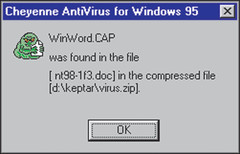 Cheyenne AntiVirus for Windows 95
WinWord.CAP
was found in the file
[ nt98-1f3.doc] in the compressed file
[d:\keptar\virus.zip].
OK